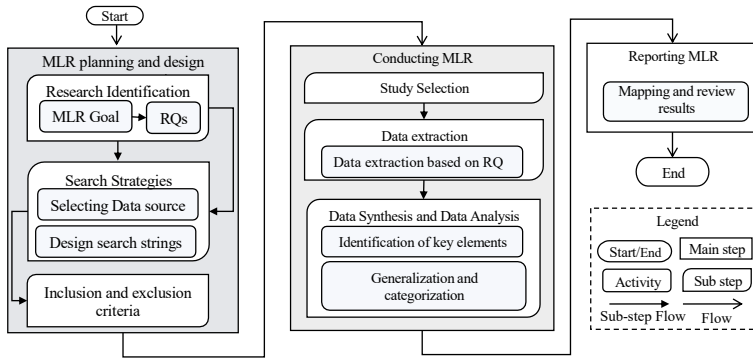 Start
MLR planning and design
Research Identification
MLR Goal
RQs
Search Strategies
Selecting Data source
Design search strings
Inclusion and exclusion
criteria
Conducting MLR
Study Selection
Data extraction
Data extraction based on RQ
Data Synthesis and Data Analysis
Identification of key elements
Generalization and
categorization
Reporting MLR
Mapping and review
results
End
Legend
Start/End
Main step
Activity
Sub step
Sub-step Flow
Flow